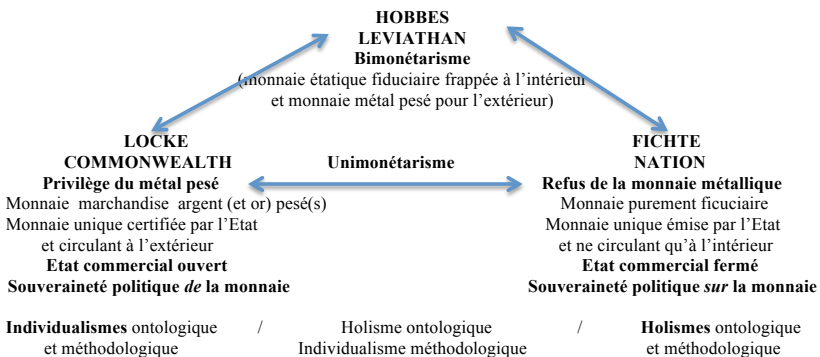 HOBBES
LEVIATHAN
Bimonétarisme
(monnaie étatique fiduciaire frappée à l'intérieur
et monnaie métal pesé pour l'extérieur)
LOCKE
COMMONWEALTH
Privilège du métal pesé
Monnaie marchandise argent (et or) pesé(s)
Monnaie unique certifiée par l'Etat
et circulant à l'extérieur
Etat commercial ouvert
Souveraineté politique de la monnaie
Unimonétarisme
FICHTE
NATION
Refus de la monnaie métallique
Monnaie purement ficuciaire
Monnaie unique émise par l'Etat
et ne circulant qu'à l'intérieur
Etat commercial fermé
Souveraineté politique sur la monnaie
Individualismes ontologique / Holisme ontologique / Holismes ontologique
et méthodologique Individualisme méthodologique et méthodologique